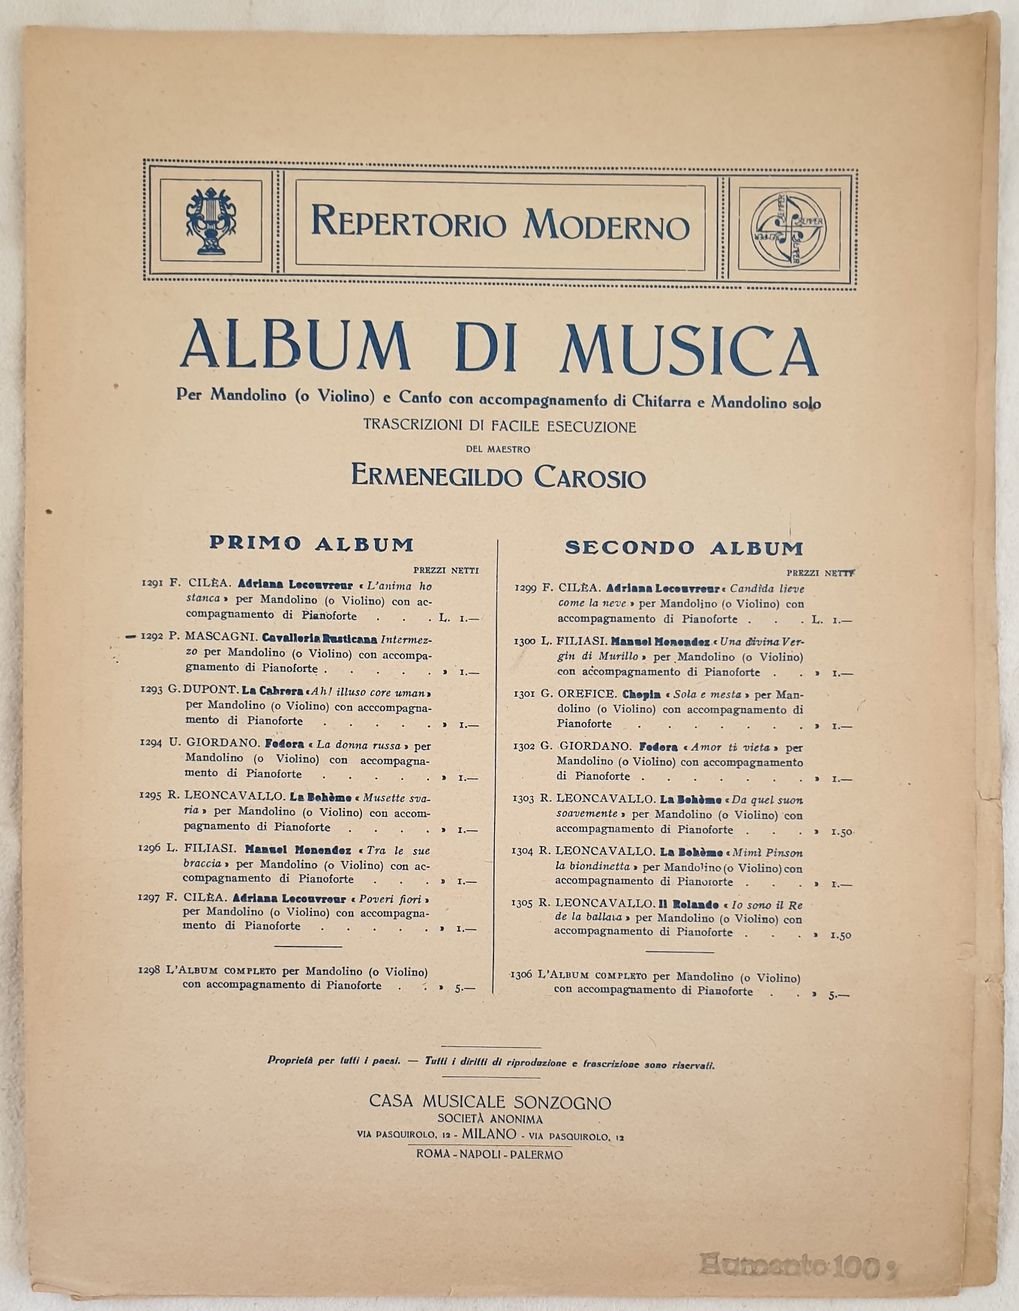 REPERTORIO MODERNO
SEMPER SEMPER SEMPER SEMPER
ALBUM DI MUSICA
Per Mandolino (o Violino) e Canto con accompagnamento di Chitarra e Mandolino solo
TRASCRIZIONI DI FACILE ESECUZIONE
DEL MAESTRO
ERMENEGILDO CAROSIO
PRIMO ALBUM
PREZZI NETTI
1291 F. CILÈA. Adriana Lecouvreur « L'anima ho
stanca » per Mandolino (o Violino) con ac-
compagnamento di Pianoforte . . . L. 1.—
1292 P. MASCAGNI. Cavalleria Rusticana Intermez-
zo per Mandolino (o Violino) con accompa-
gnamento di Pianoforte . . . . . » 1.—
1293 G. DUPONT. La Cabrera « Ah! illuso core uman »
per Mandolino (o Violino) con acccompagna-
mento di Pianoforte . . . . . » 1.—
1294 U. GIORDANO. Fedora « La donna russa » per
Mandolino (o Violino) con accompagna-
mento di Pianoforte . . . . . » 1.—
1295 R. LEONCAVALLO. La Bohème « Musette sva-
ria » per Mandolino (o Violino) con accom-
pagnamento di Pianoforte . . . . » 1.—
1296 L. FILIASI. Manuel Menendez « Tra le sue
braccia » per Mandolino (o Violino) con ac-
compagnamento di Pianoforte . . . » 1.—
1297 F. CILÈA. Adriana Lecouvreur « Poveri fiori »
per Mandolino (o Violino) con accompagna-
mento di Pianoforte . . . . . » 1.—
1298 L'ALBUM COMPLETO per Mandolino (o Violino)
con accompagnamento di Pianoforte . . » 5.—
SECONDO ALBUM
PREZZI NETTI
1299 F. CILÈA. Adriana Lecouvreur « Candida lieve
come la neve » per Mandolino (o Violino) con
accompagnamento di Pianoforte . . . L. 1.—
1300 L. FILIASI. Manuel Menendez « Una divina Ver-
gin di Murillo » per Mandolino (o Violino)
con accompagnamento di Pianoforte . . » 1.—
1301 G. OREFICE. Chopin « Sola e mesta » per Man-
dolino (o Violino) con accompagnamento di
Pianoforte . . . . . . . » 1.—
1302 G. GIORDANO. Fedora « Amor ti vieta » per
Mandolino (o Violino) con accompagnamento
di Pianoforte . . . . . . . » 1.—
1303 R. LEONCAVALLO. La Bohème « Da quel suon
soavemente » per Mandolino (o Violino) con
accompagnamento di Pianoforte . . . » 1.50
1304 R. LEONCAVALLO. La Bohème « Mimì Pinson
la biondinetta » per Mandolino (o Violino) con
accompagnamento di Pianoforte . . . » 1.—
1305 R. LEONCAVALLO. Il Rolando « Io sono il Re
de la ballata » per Mandolino (o Violino) con
accompagnamento di Pianoforte . . . » 1.50
1306 L'ALBUM COMPLETO per Mandolino (o Violino)
con accompagnamento di Pianoforte . . » 5.—
Proprietà per tutti i paesi. — Tutti i diritti di riproduzione e trascrizione sono riservati.
CASA MUSICALE SONZOGNO
SOCIETÀ ANONIMA
VIA PASQUIROLO, 12 - MILANO - VIA PASQUIROLO, 12
ROMA - NAPOLI - PALERMO
Aumento 100%